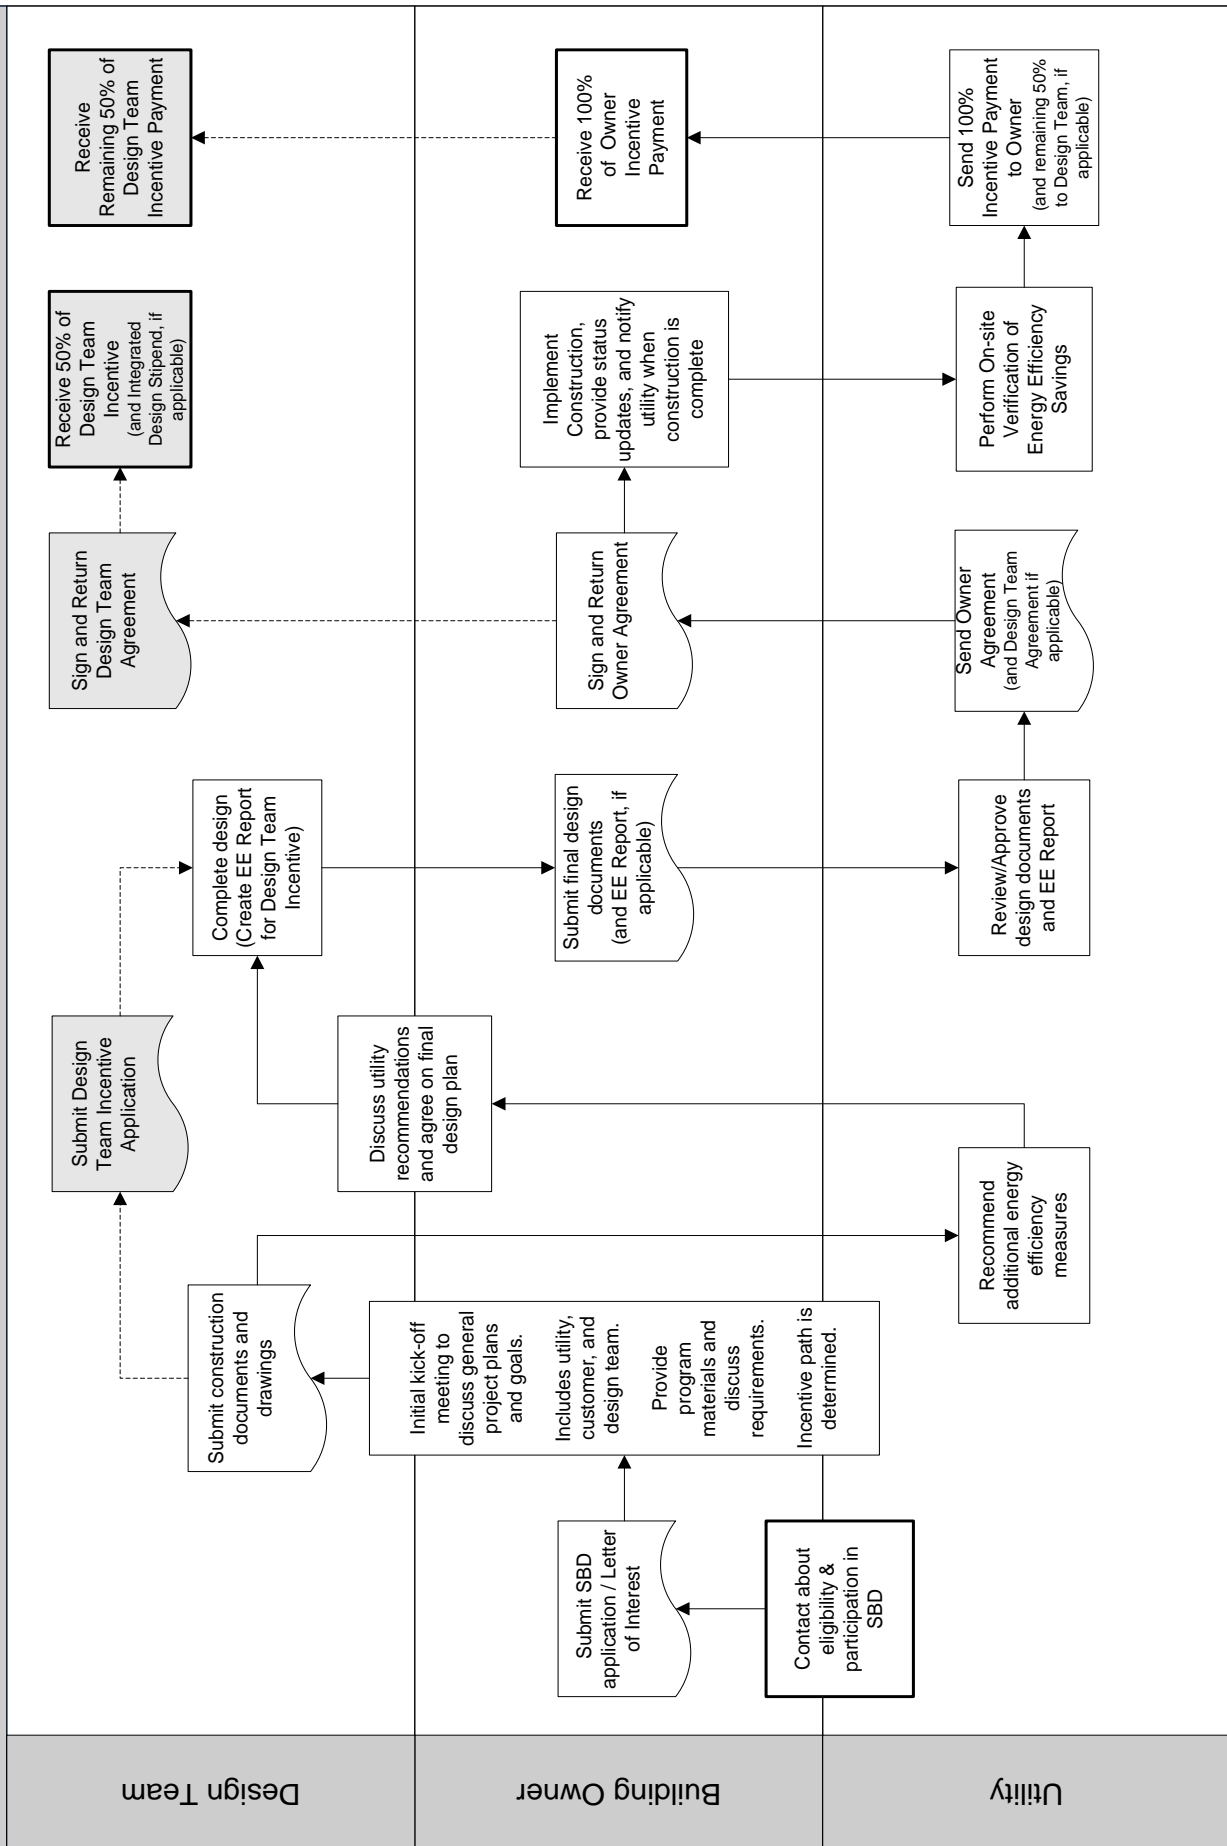 Design Team
Building Owner
Utility
Contact about
eligibility &
participation in
SBD
Submit SBD
application / Letter
of Interest
Initial kick-off
meeting to
discuss general
project plans
and goals.
Includes utility,
customer, and
design team.
Provide
program
materials and
discuss
requirements.
Incentive path is
determined.
Submit construction
documents and
drawings
Recommend
additional energy
efficiency
measures
Submit Design
Team Incentive
Application
Discuss utility
recommendations
and agree on final
design plan
Complete design
(Create EE Report
for Design Team
Incentive)
Submit final design
documents
(and EE Report, if
applicable)
Review/Approve
design documents
and EE Report
Send Owner
Agreement
(and Design Team
Agreement if
applicable)
Sign and Return
Owner Agreement
Sign and Return
Design Team
Agreement
Receive 50% of
Design Team
Incentive
(and Integrated
Design Stipend, if
applicable)
Implement
Construction,
provide status
updates, and notify
utility when
construction is
complete
Perform On-site
Verification of
Energy Efficiency
Savings
Send 100%
Incentive Payment
to Owner
(and remaining 50%
to Design Team, if
applicable)
Receive 100%
of Owner
Incentive
Payment
Receive
Remaining 50% of
Design Team
Incentive Payment